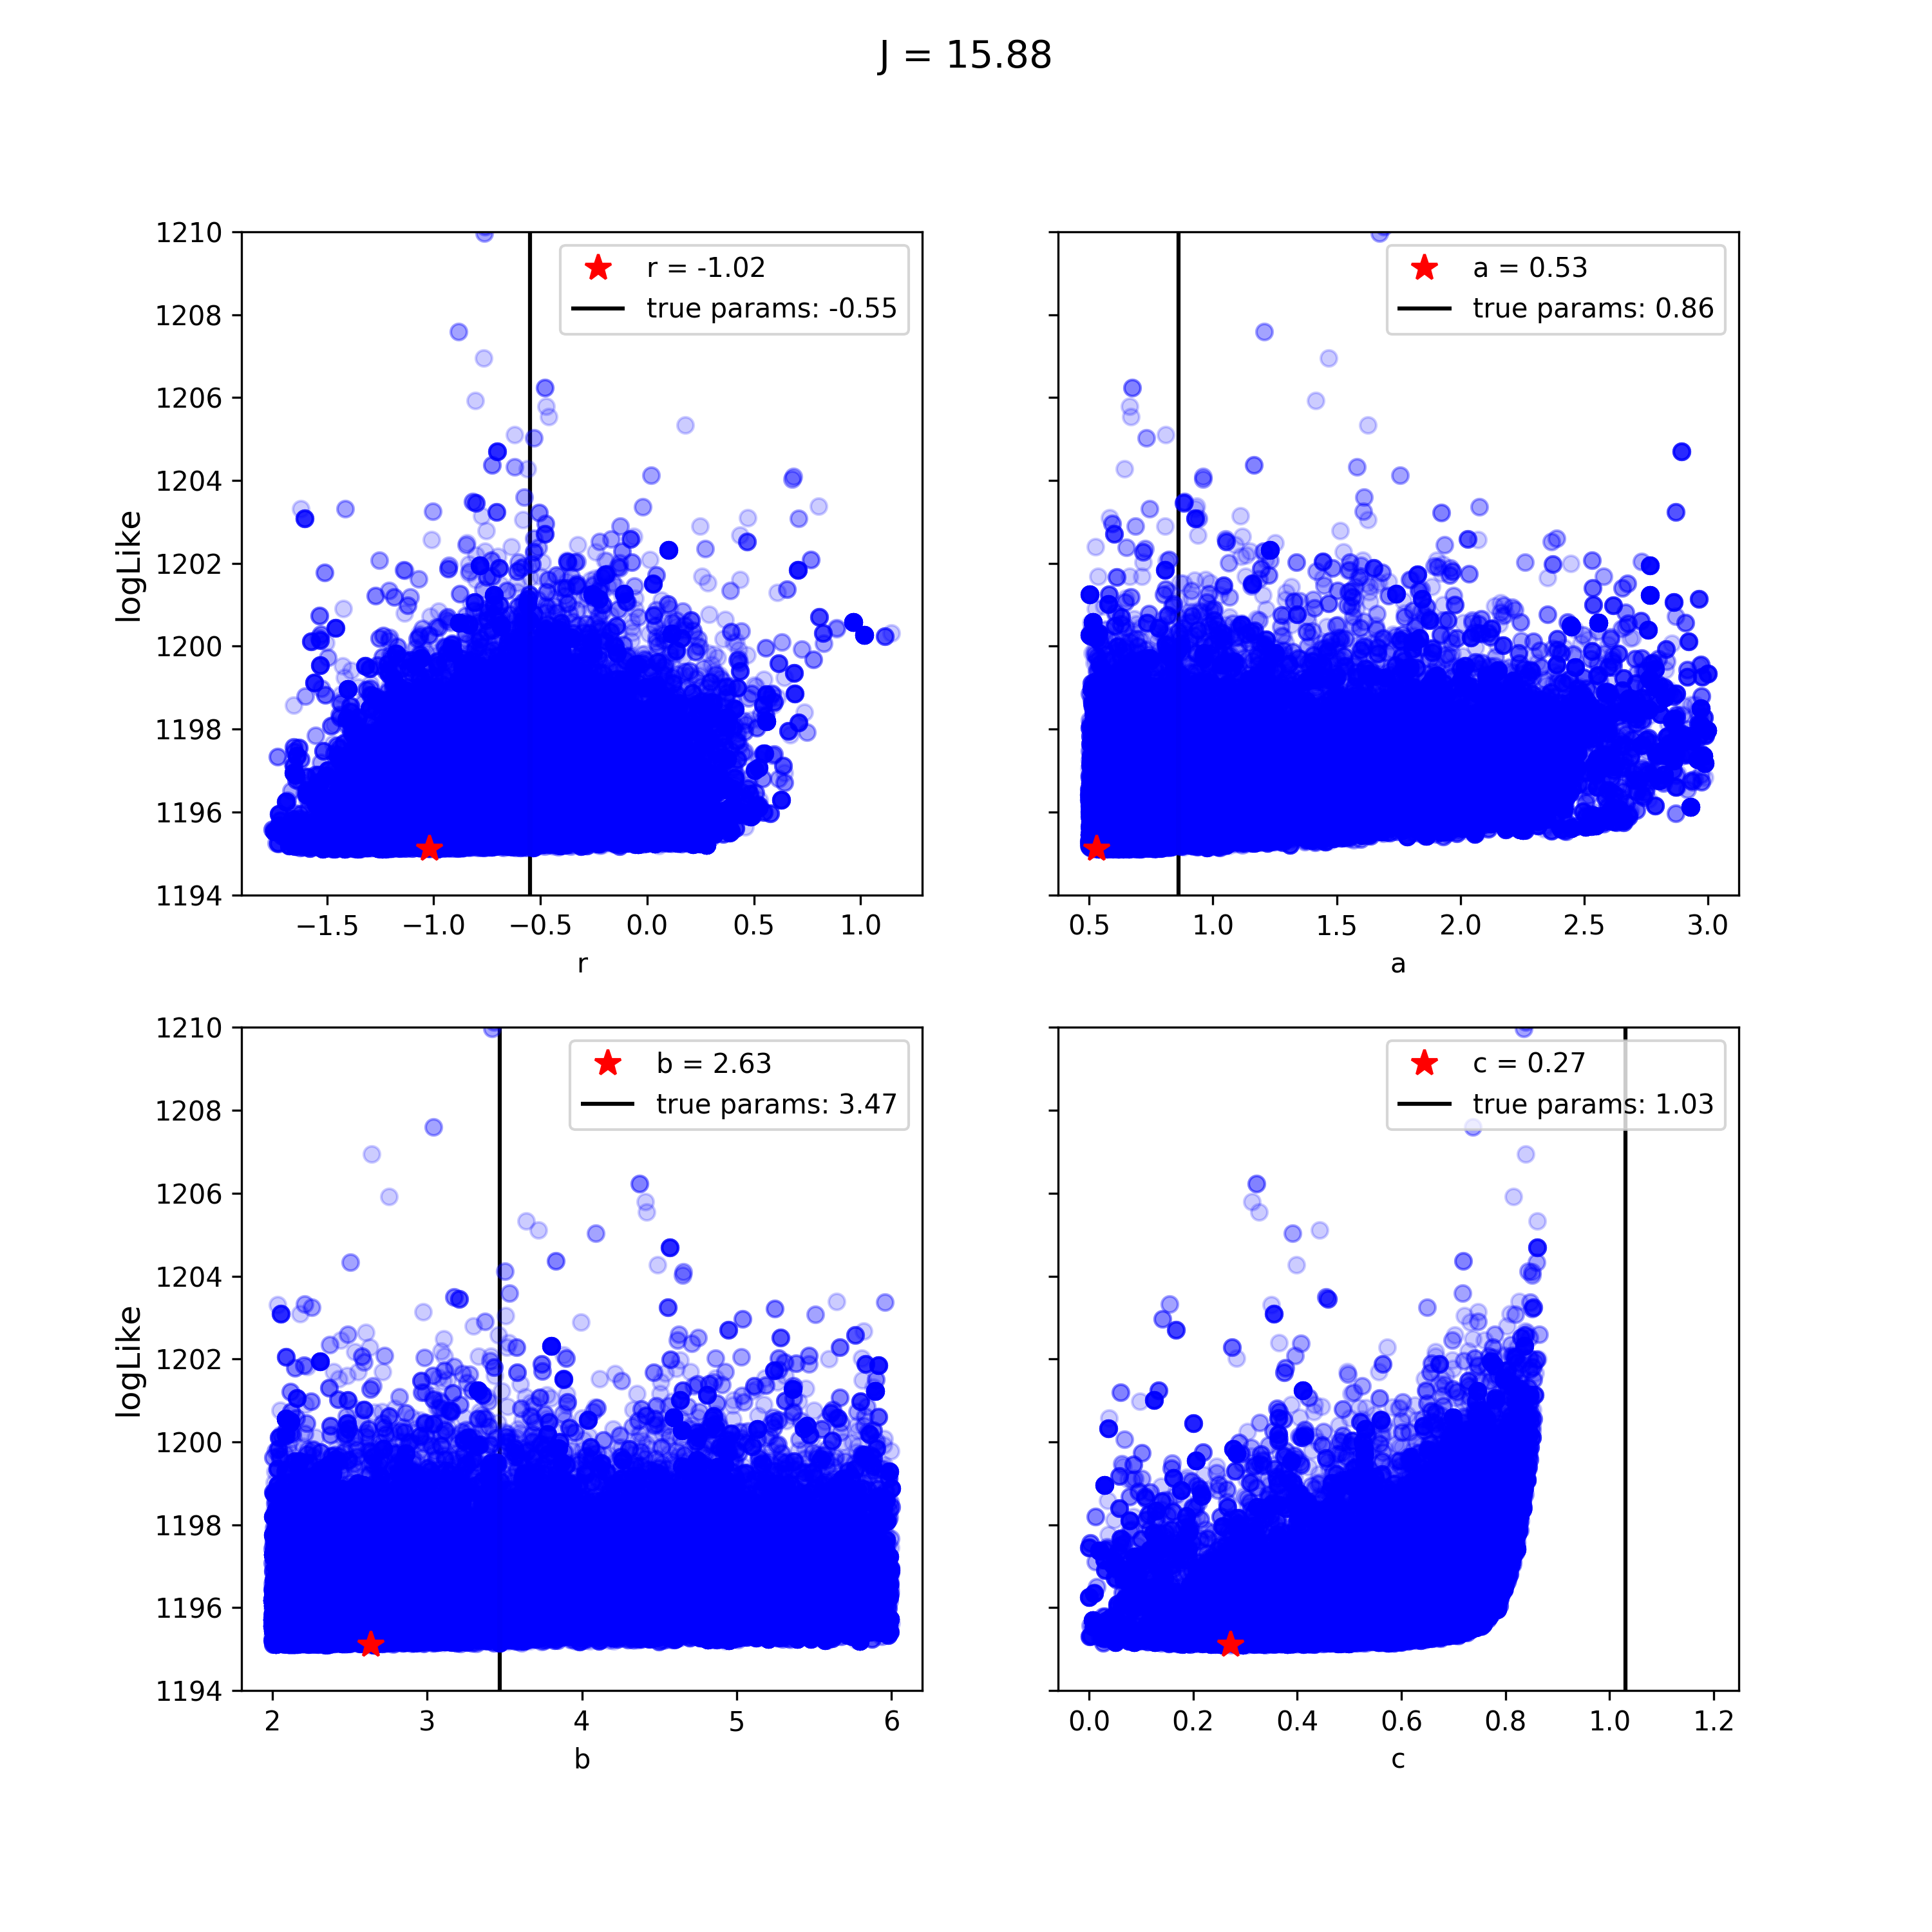 J = 15.88
1210
1208
1206
1204
1202
1200
1198
1196
1194
logLike
r = -1.02
true params: -0.55
−1.5 −1.0 −0.5 0.0 0.5 1.0
r
a = 0.53
true params: 0.86
0.5 1.0 1.5 2.0 2.5 3.0
a
1210
1208
1206
1204
1202
1200
1198
1196
1194
logLike
b = 2.63
true params: 3.47
2 3 4 5 6
b
c = 0.27
true params: 1.03
0.0 0.2 0.4 0.6 0.8 1.0 1.2
c